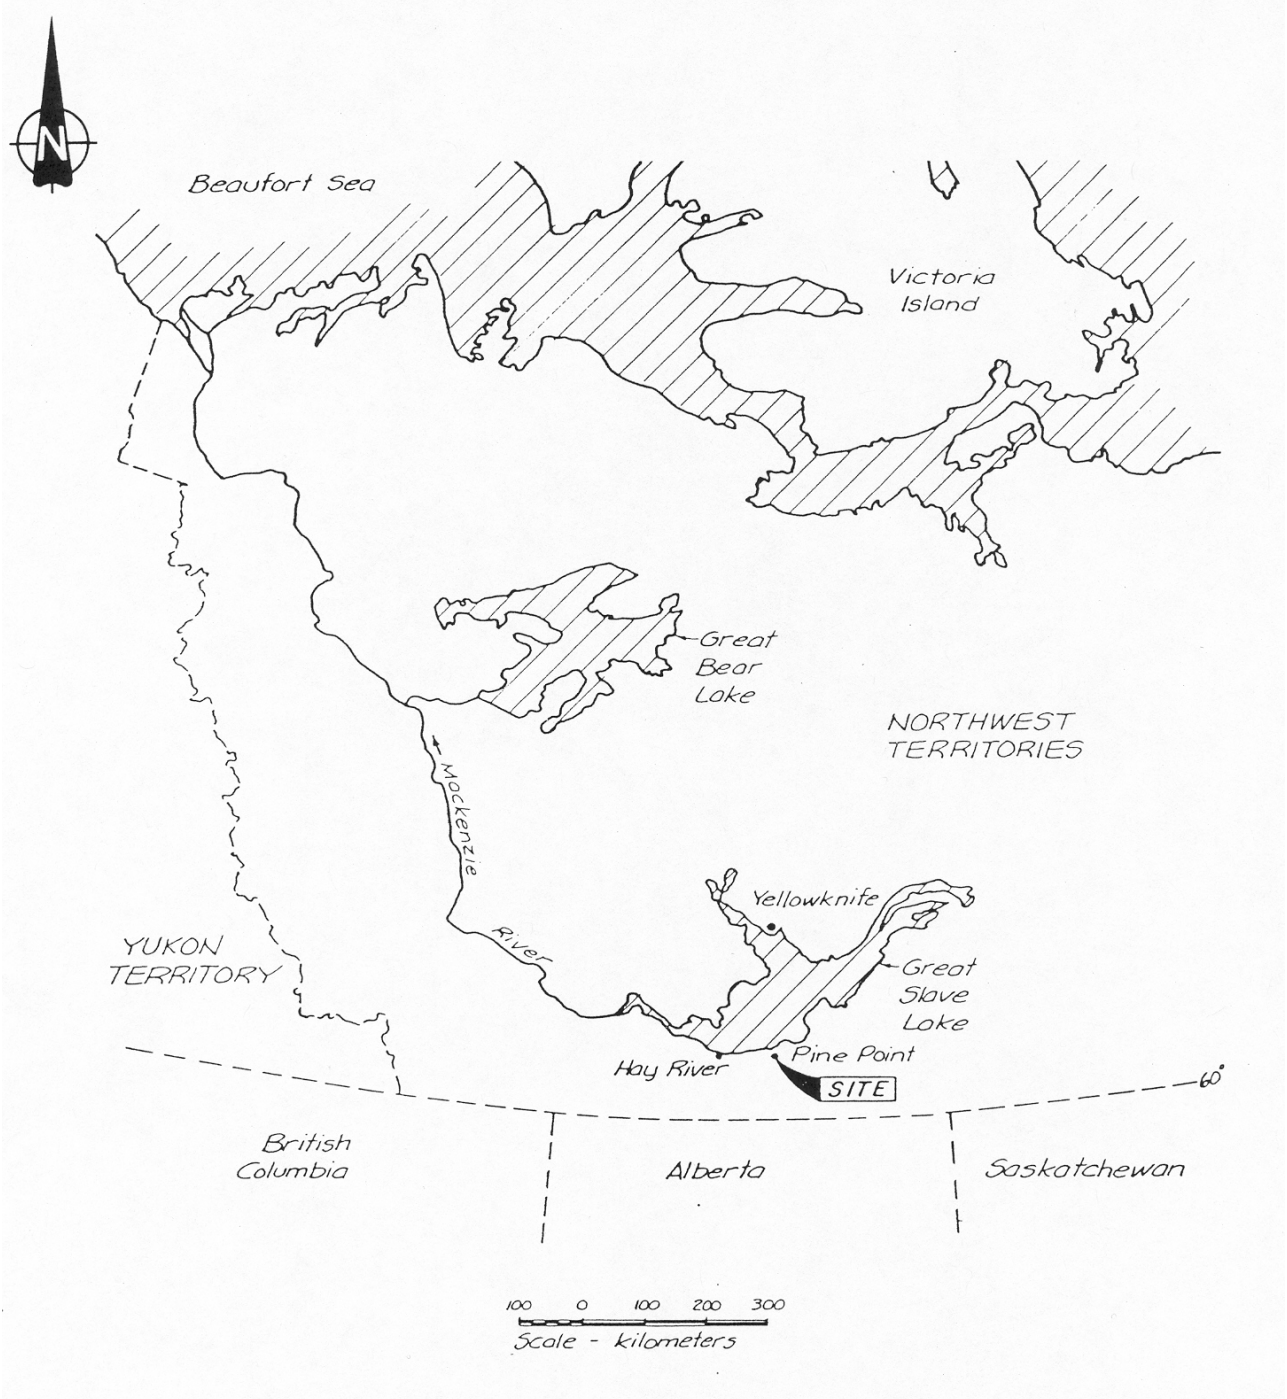 N
Beaufort Sea
Victoria
Island
Great
Bear
Lake
NORTHWEST
TERRITORIES
Mackenzie
River
Yellowknife
YUKON
TERRITORY
Great
Slave
Lake
Hay River
Pine Point
SITE
60°
British
Columbia
Alberta
Saskatchewan
100 0 100 200 300
Scale - kilometers